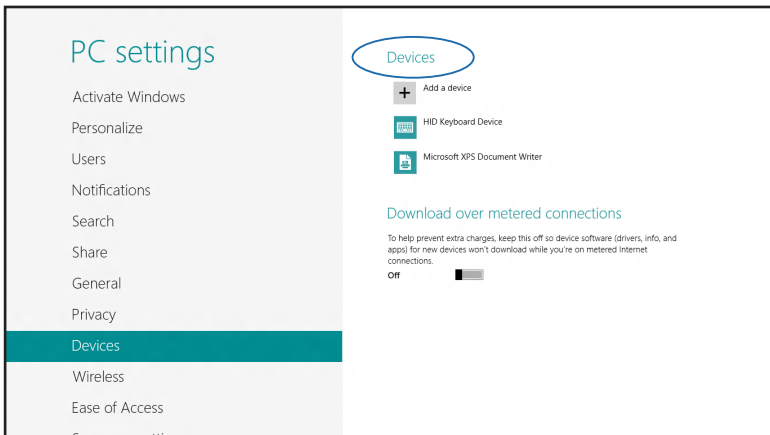 PC settings
Activate Windows
Personalize
Users
Notifications
Search
Share
General
Privacy
Devices
Wireless
Ease of Access
Devices
Add a device
HID Keyboard Device
Microsoft XPS Document Writer
Download over metered connections
To help prevent extra charges, keep this off so device software (drivers, info, and
apps) for new devices won't download while you're on metered Internet
connections.
Off